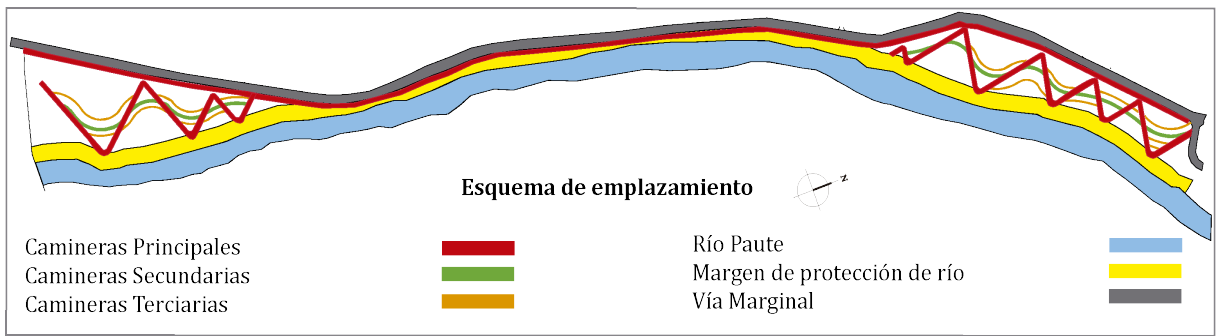 Esquema de emplazamiento
N
Camineras Principales
Camineras Secundarias
Camineras Terciarias
Río Paute
Margen de protección de río
Vía Marginal